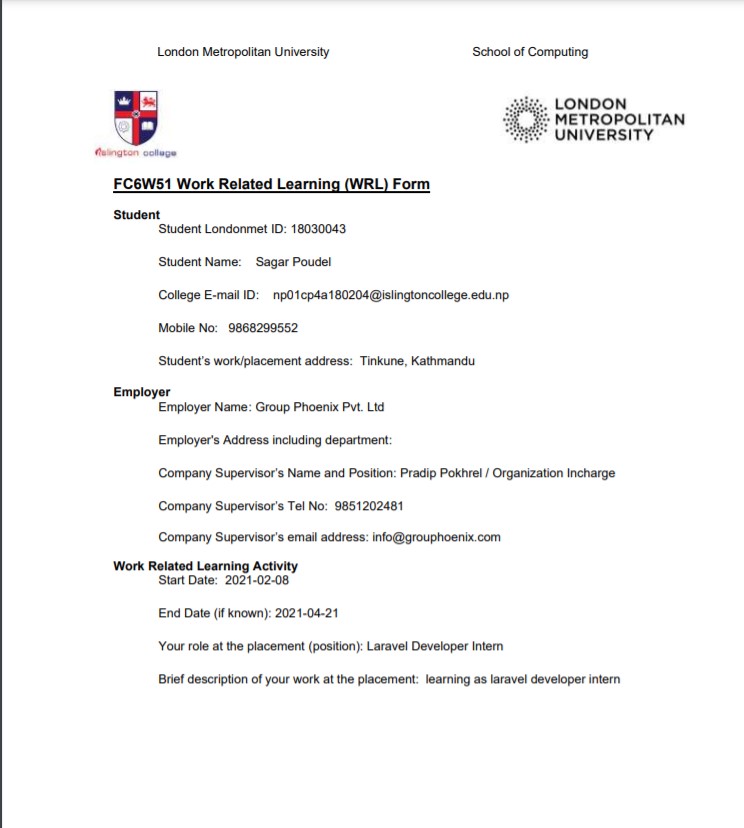 London Metropolitan University School of Computing
islington college
LONDON
METROPOLITAN
UNIVERSITY
FC6W51 Work Related Learning (WRL) Form
Student
Student Londonmet ID: 18030043
Student Name: Sagar Poudel
College E-mail ID: np01cp4a180204@islingtoncollege.edu.np
Mobile No: 9868299552
Student's work/placement address: Tinkune, Kathmandu
Employer
Employer Name: Group Phoenix Pvt. Ltd
Employer's Address including department:
Company Supervisor's Name and Position: Pradip Pokhrel / Organization Incharge
Company Supervisor's Tel No: 9851202481
Company Supervisor's email address: info@grouphoenix.com
Work Related Learning Activity
Start Date: 2021-02-08
End Date (if known): 2021-04-21
Your role at the placement (position): Laravel Developer Intern
Brief description of your work at the placement: learning as laravel developer intern